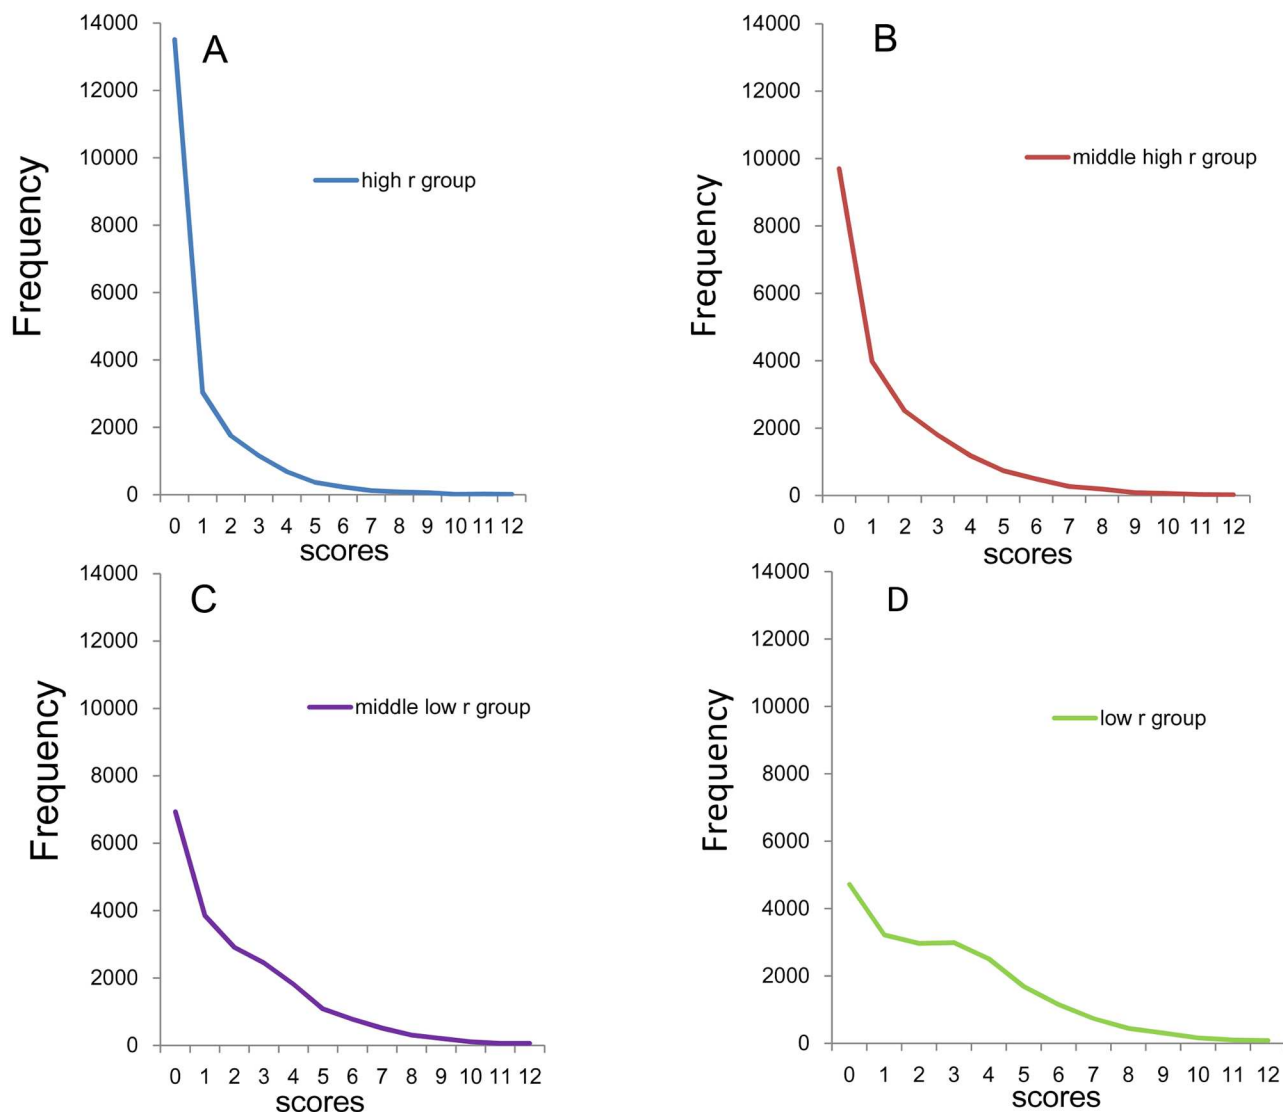 A
Frequency
14000
12000
10000
8000
6000
4000
2000
0
high r group
0 1 2 3 4 5 6 7 8 9 10 11 12
scores
B
Frequency
14000
12000
10000
8000
6000
4000
2000
0
middle high r group
0 1 2 3 4 5 6 7 8 9 10 11 12
scores
C
Frequency
14000
12000
10000
8000
6000
4000
2000
0
middle low r group
0 1 2 3 4 5 6 7 8 9 10 11 12
scores
D
Frequency
14000
12000
10000
8000
6000
4000
2000
0
low r group
0 1 2 3 4 5 6 7 8 9 10 11 12
scores